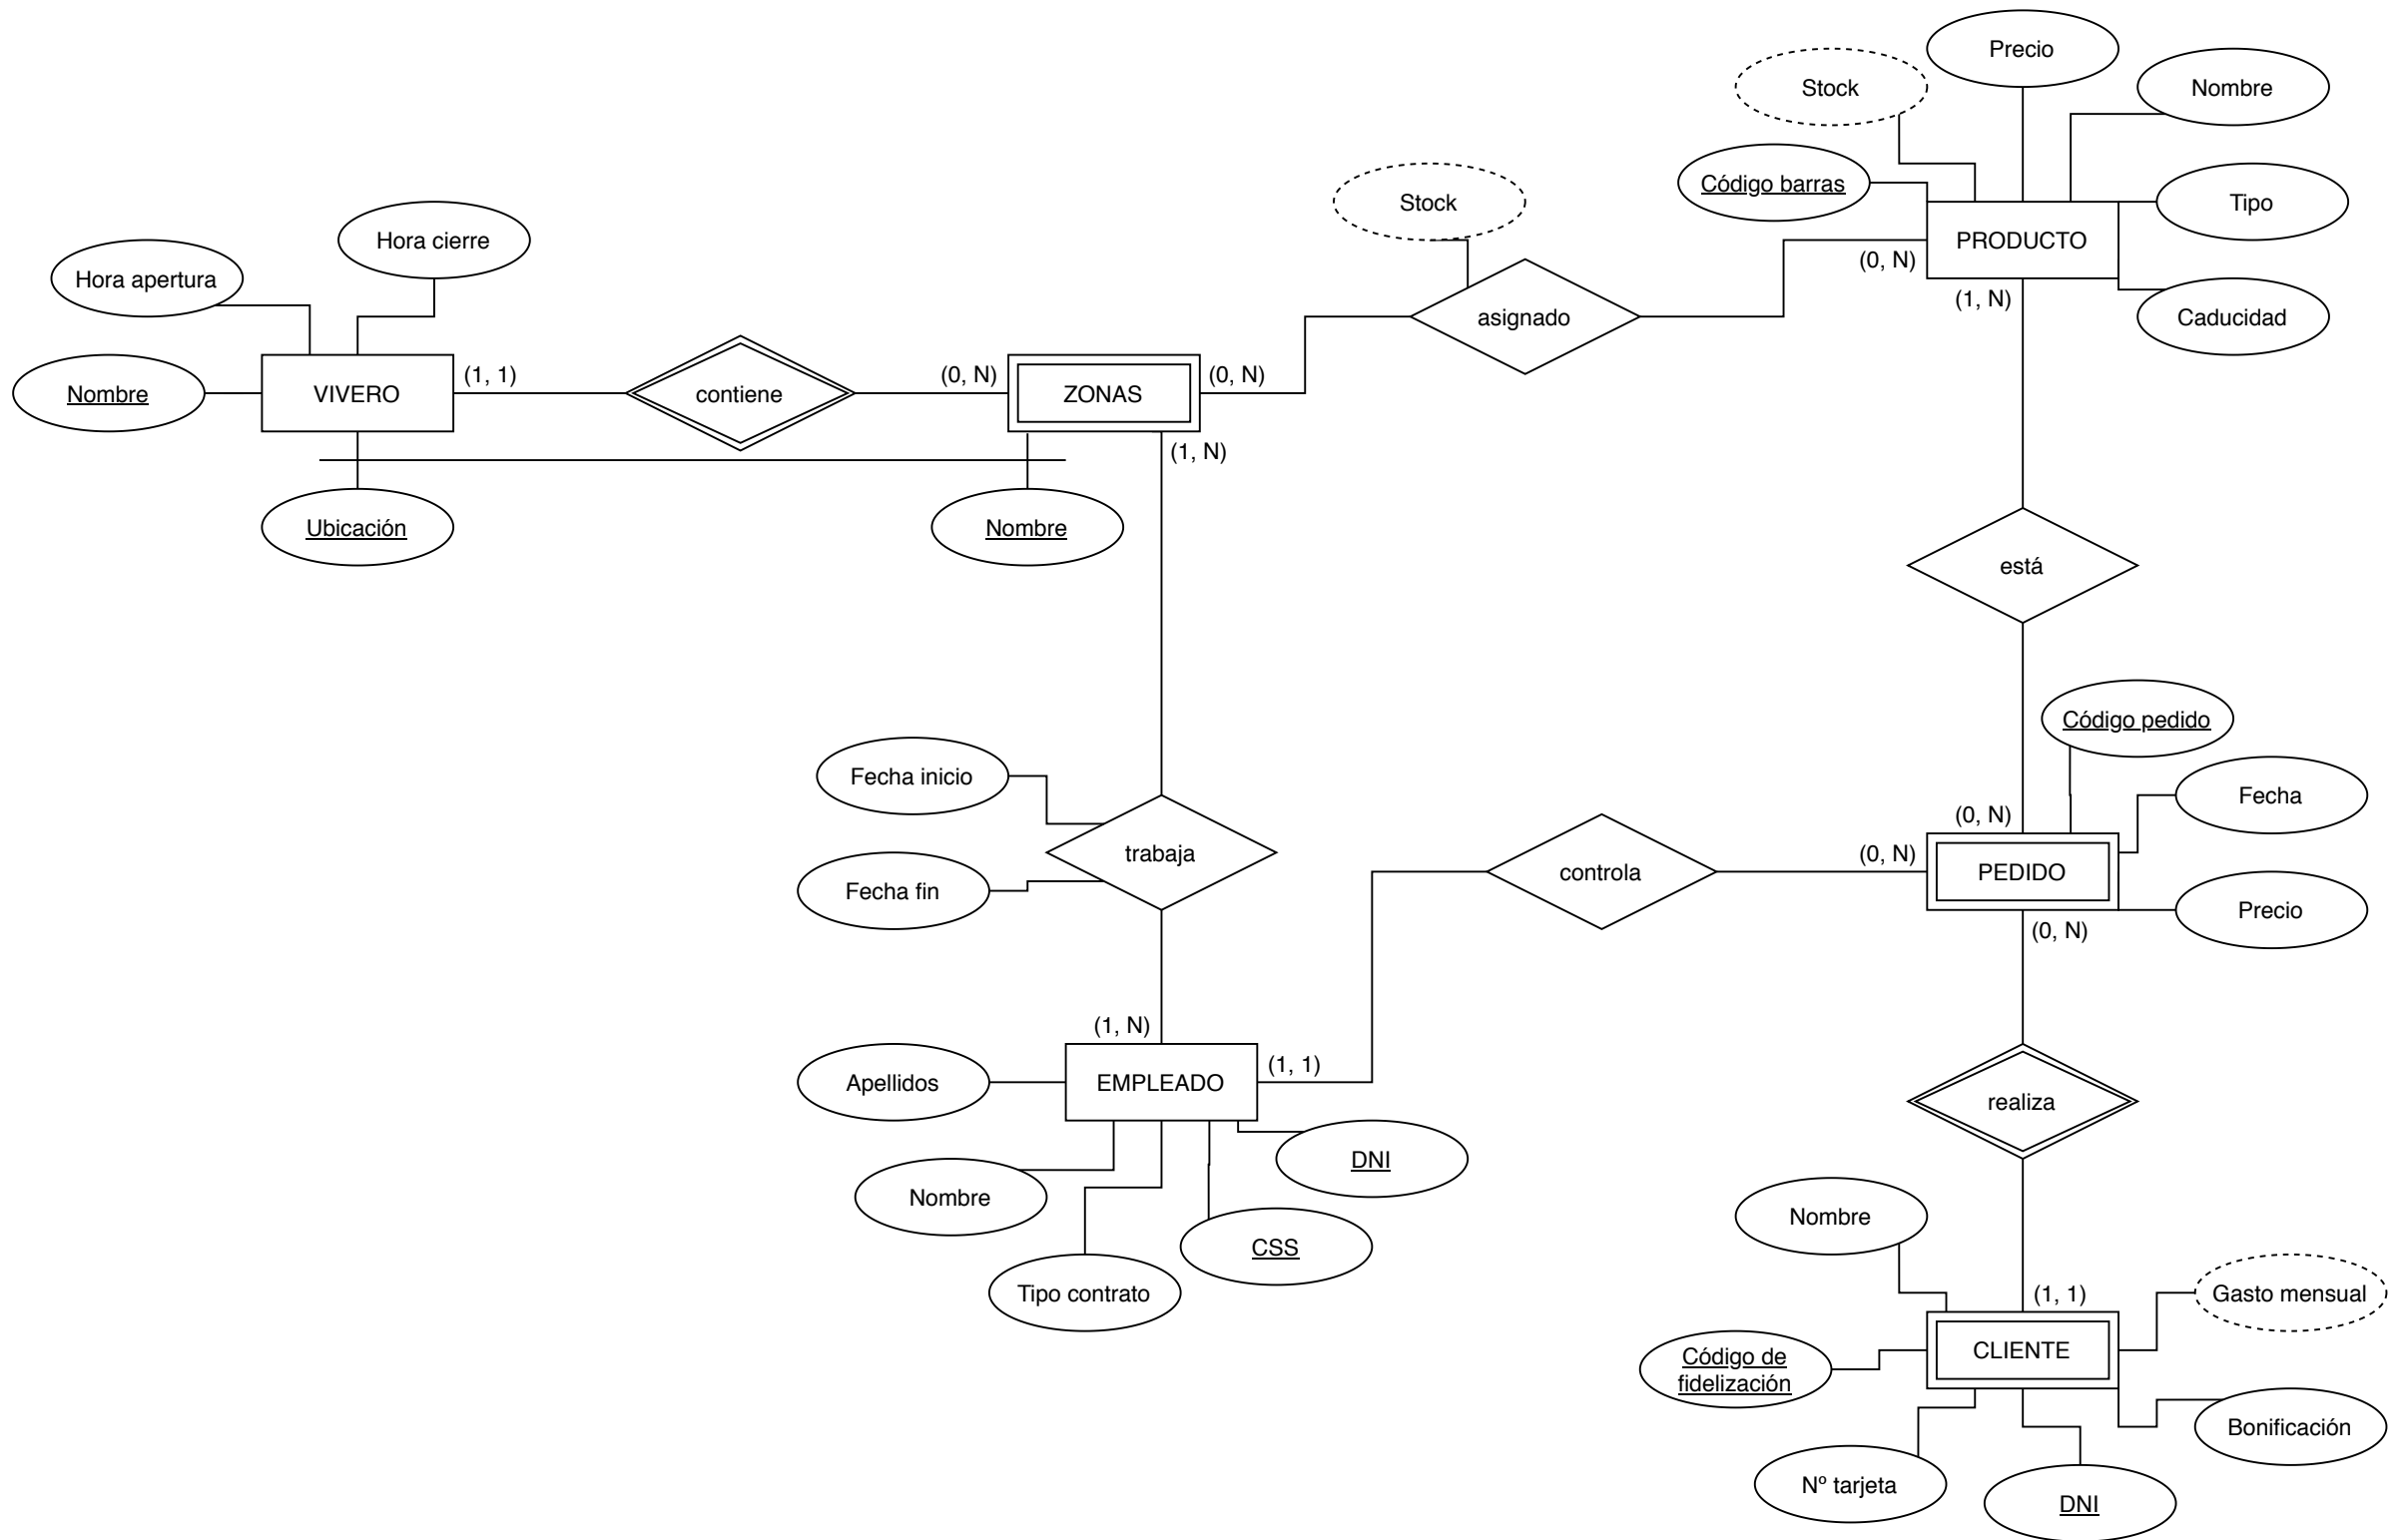 Precio
Stock
Nombre
Código barras
Stock
Tipo
PRODUCTO
(0, N)
(1, N)
Caducidad
asignado
Hora cierre
Hora apertura
Nombre
VIVERO
(1, 1)
contiene
(0, N)
ZONAS
(0, N)
(1, N)
Ubicación
Nombre
está
Código pedido
Fecha
(0, N)
(0, N)
PEDIDO
Precio
(0, N)
Fecha inicio
Fecha fin
trabaja
controla
(1, N)
Apellidos
EMPLEADO
(1, 1)
Nombre
DNI
CSS
Tipo contrato
realiza
Nombre
(1, 1)
Gasto mensual
CLIENTE
Código de
fidelización
Bonificación
Nº tarjeta
DNI